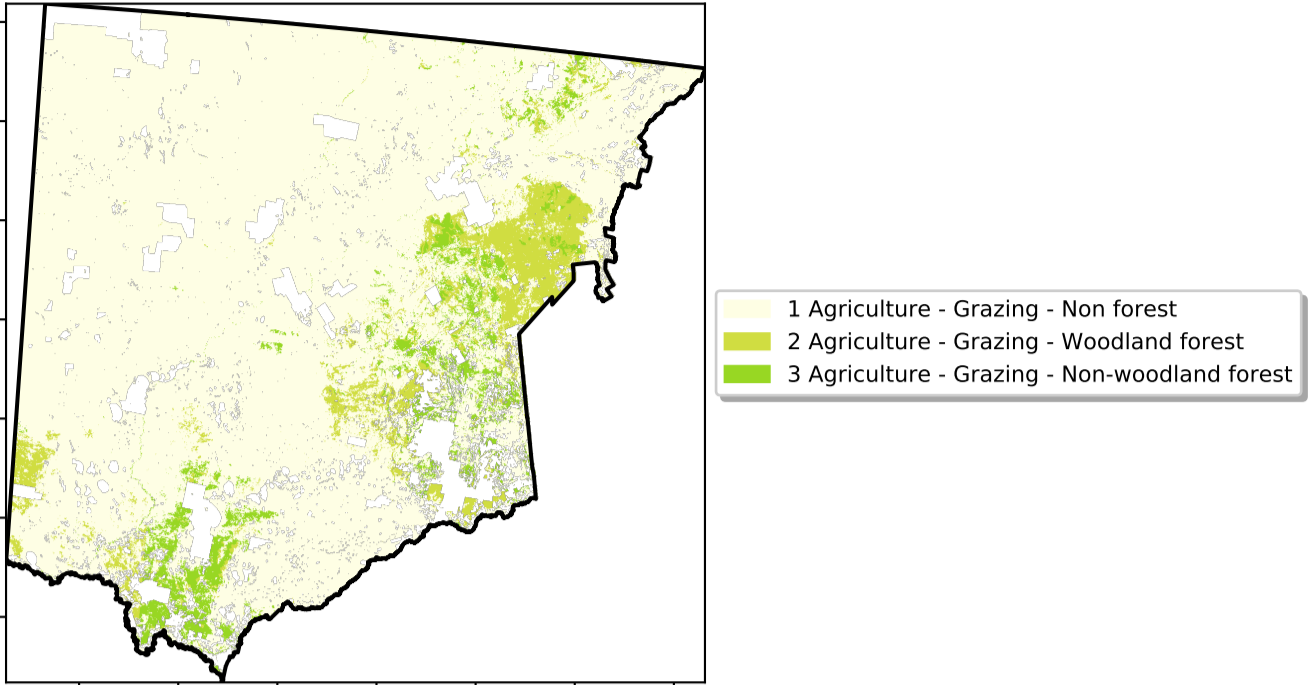 1 Agriculture - Grazing - Non forest
2 Agriculture - Grazing - Woodland forest
3 Agriculture - Grazing - Non-woodland forest